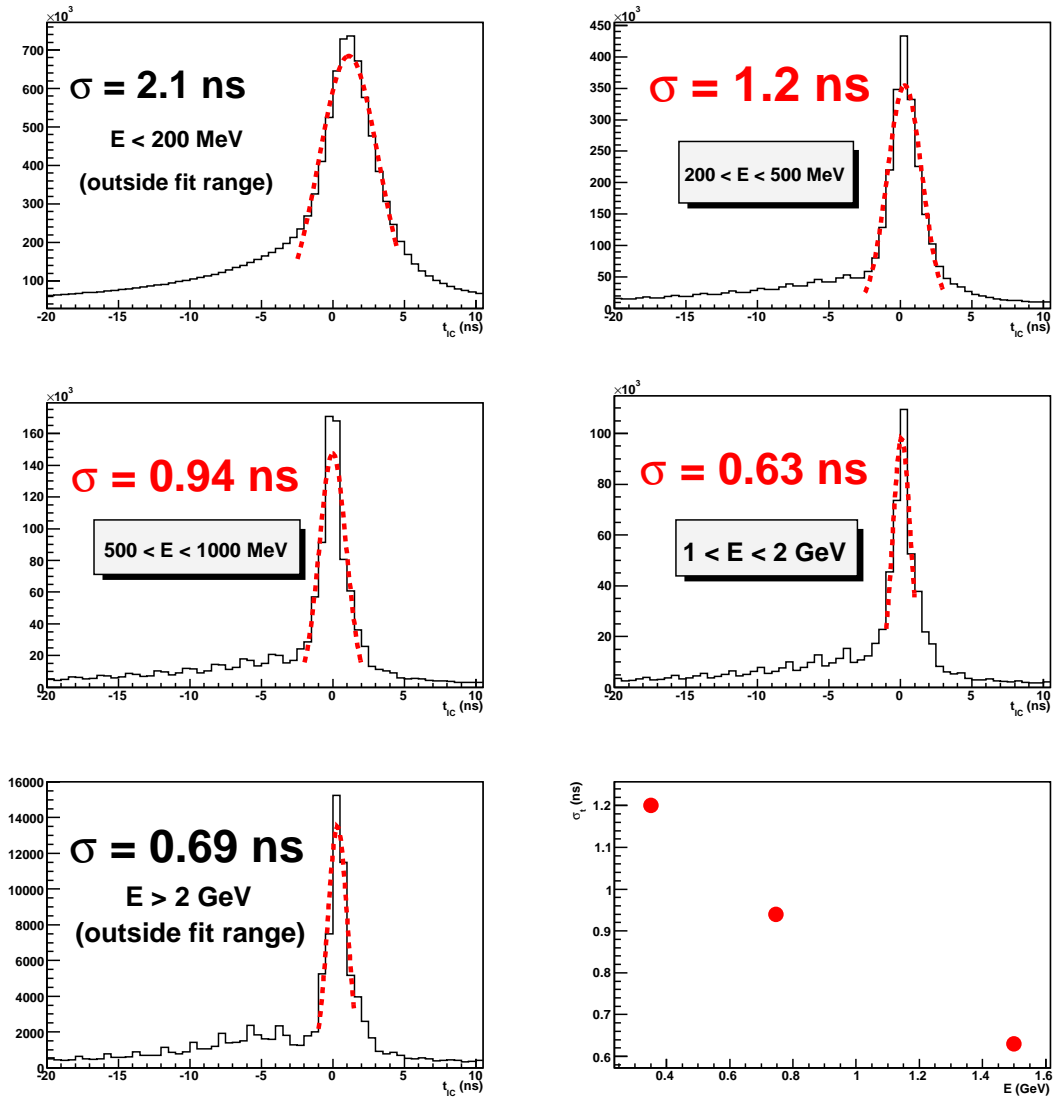 ×10³
700
600
500
400
300
200
100
σ = 2.1 ns
E < 200 MeV
(outside fit range)
-20 -15 -10 -5 0 5 10
t_IC (ns)
×10³
450
400
350
300
250
200
150
100
50
0
σ = 1.2 ns
200 < E < 500 MeV
-20 -15 -10 -5 0 5 10
t_IC (ns)
×10³
160
140
120
100
80
60
40
20
0
σ = 0.94 ns
500 < E < 1000 MeV
-20 -15 -10 -5 0 5 10
t_IC (ns)
×10³
100
80
60
40
20
0
σ = 0.63 ns
1 < E < 2 GeV
-20 -15 -10 -5 0 5 10
t_IC (ns)
16000
14000
12000
10000
8000
6000
4000
2000
0
σ = 0.69 ns
E > 2 GeV
(outside fit range)
-20 -15 -10 -5 0 5 10
t_IC (ns)
σ_t (ns)
1.2
1.1
1
0.9
0.8
0.7
0.6
0.4 0.6 0.8 1 1.2 1.4 1.6
E (GeV)